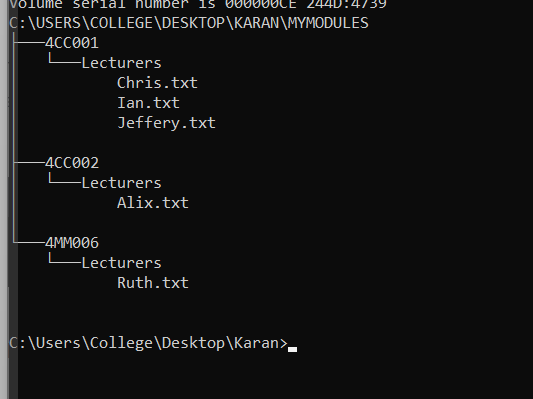 Volume serial number is 000000CE 244D:4739
C:\USERS\COLLEGE\DESKTOP\KARAN\MYMODULES
├───4CC001
│   └───Lecturers
│           Chris.txt
│           Ian.txt
│           Jeffery.txt
│
├───4CC002
│   └───Lecturers
│           Alix.txt
│
└───4MM006
    └───Lecturers
            Ruth.txt
C:\Users\College\Desktop\Karan>